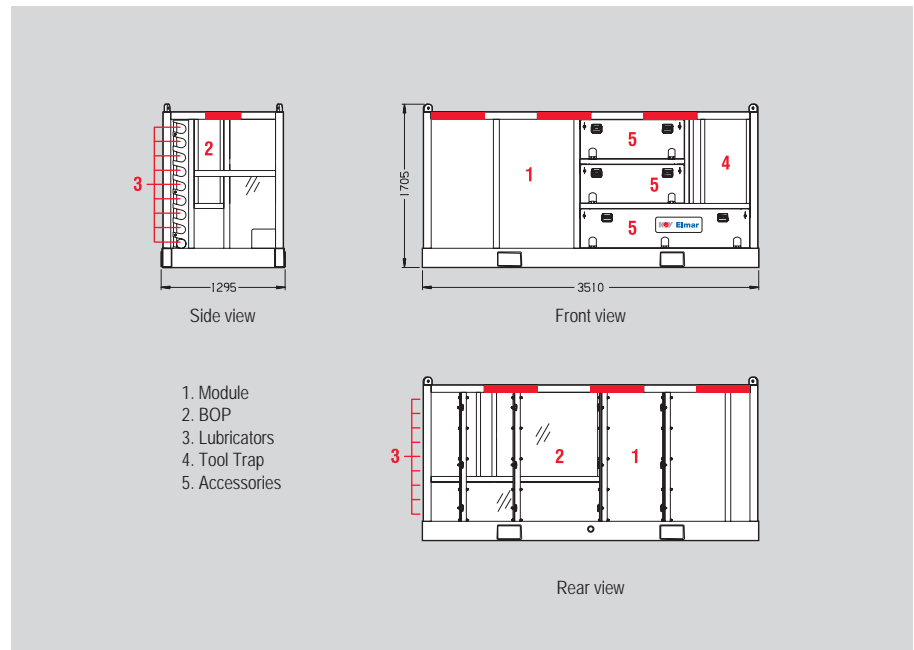 2
3
1295
Side view
1705
1
5
5
5
4
NOV Elmar
3510
Front view
1. Module
2. BOP
3. Lubricators
4. Tool Trap
5. Accessories
3
2
1
Rear view